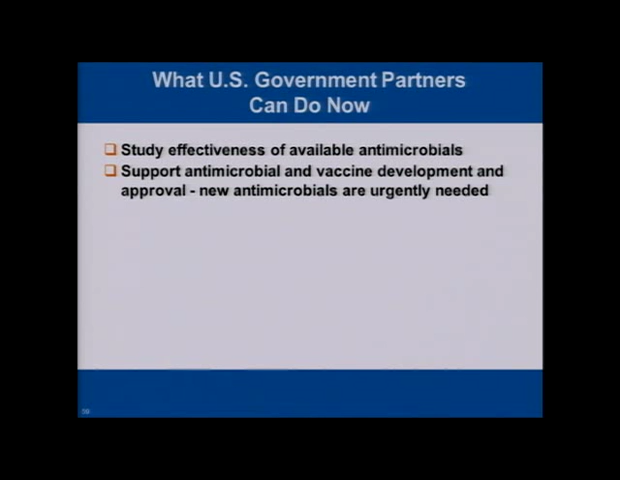 What U.S. Government Partners
Can Do Now
Study effectiveness of available antimicrobials
Support antimicrobial and vaccine development and
approval - new antimicrobials are urgently needed